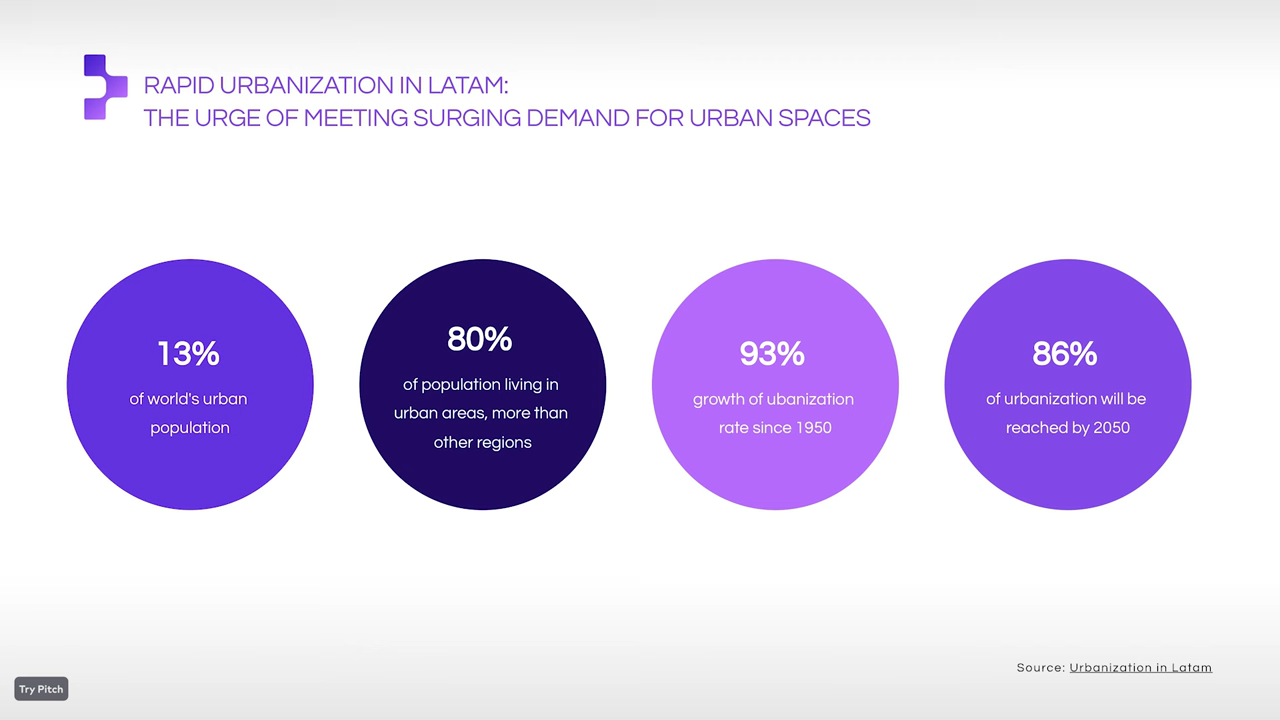 RAPID URBANIZATION IN LATAM:
THE URGE OF MEETING SURGING DEMAND FOR URBAN SPACES
13%
of world's urban
population
80%
of population living in
urban areas, more than
other regions
93%
growth of ubanization
rate since 1950
86%
of urbanization will be
reached by 2050
Source: Urbanization in Latam
Try Pitch